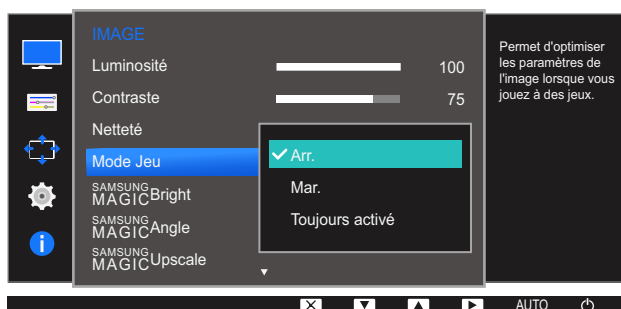 IMAGE
Luminosité 100
Contraste 75
Netteté
Mode Jeu
Arr.
Mar.
Toujours activé
SAMSUNG
MAGICBright
SAMSUNG
MAGICAngle
SAMSUNG
MAGICUpscale
Permet d'optimiser
les paramètres de
l'image lorsque vous
jouez à des jeux.
AUTO